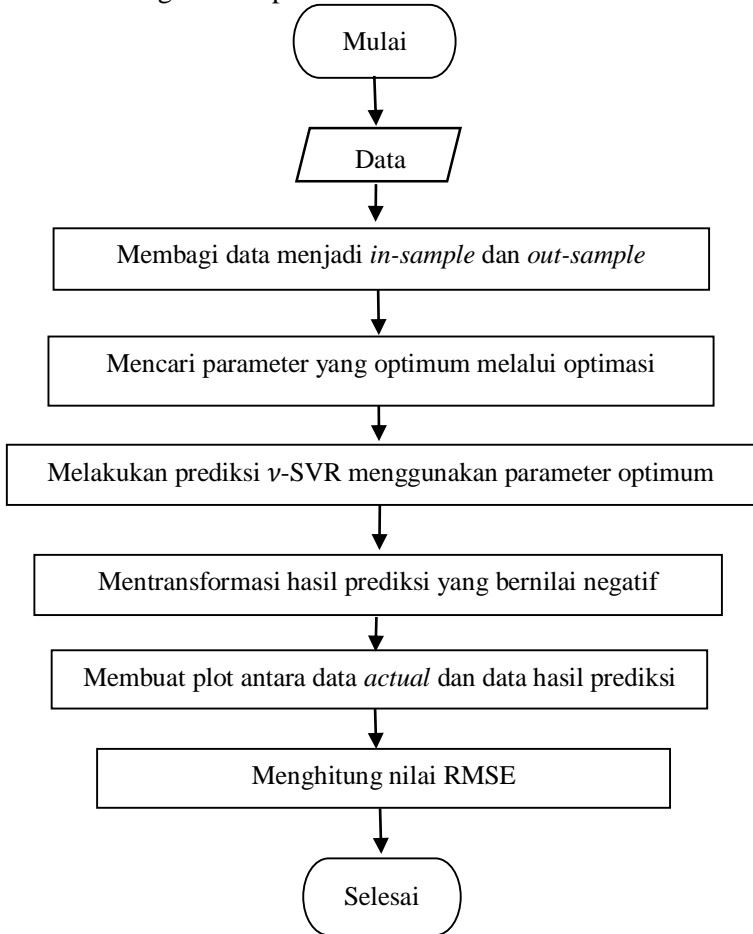 Mulai
Data
Membagi data menjadi in-sample dan out-sample
Mencari parameter yang optimum melalui optimasi
Melakukan prediksi ν-SVR menggunakan parameter optimum
Mentransformasi hasil prediksi yang bernilai negatif
Membuat plot antara data actual dan data hasil prediksi
Menghitung nilai RMSE
Selesai